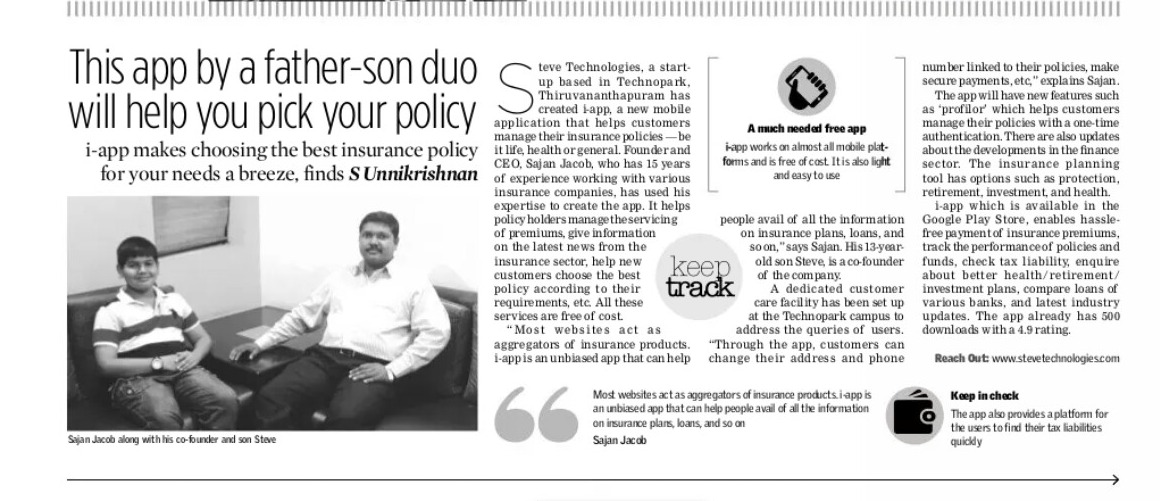 This app by a father-son duo
will help you pick your policy
i-app makes choosing the best insurance policy
for your needs a breeze, finds S Unnikrishnan
Sajan Jacob along with his co-founder and son Steve
Steve Technologies, a start-
up based in Technopark,
Thiruvananthapuram has
created i-app, a new mobile
application that helps customers
manage their insurance policies — be
it life, health or general. Founder and
CEO, Sajan Jacob, who has 15 years
of experience working with various
insurance companies, has used his
expertise to create the app. It helps
policy holders manage the servicing
of premiums, give information
on the latest news from the
insurance sector, help new
customers choose the best
policy according to their
requirements, etc. All these
services are free of cost.
“Most websites act as
aggregators of insurance products.
i-app is an unbiased app that can help
A much needed free app
i-app works on almost all mobile plat-
forms and is free of cost. It is also light
and easy to use
keep
track
people avail of all the information
on insurance plans, loans, and
so on,” says Sajan. His 13-year-
old son Steve, is a co-founder
of the company.
A dedicated customer
care facility has been set up
at the Technopark campus to
address the queries of users.
“Through the app, customers can
change their address and phone
number linked to their policies, make
secure payments, etc,” explains Sajan.
The app will have new features such
as ‘profilor’ which helps customers
manage their policies with a one-time
authentication. There are also updates
about the developments in the finance
sector. The insurance planning
tool has options such as protection,
retirement, investment, and health.
i-app which is available in the
Google Play Store, enables hassle-
free payment of insurance premiums,
track the performance of policies and
funds, check tax liability, enquire
about better health/retirement/
investment plans, compare loans of
various banks, and latest industry
updates. The app already has 500
downloads with a 4.9 rating.
Reach Out: www.stevetechnologies.com
Most websites act as aggregators of insurance products. i-app is
an unbiased app that can help people avail of all the information
on insurance plans, loans, and so on
Sajan Jacob
Keep in check
The app also provides a platform for
the users to find their tax liabilities
quickly